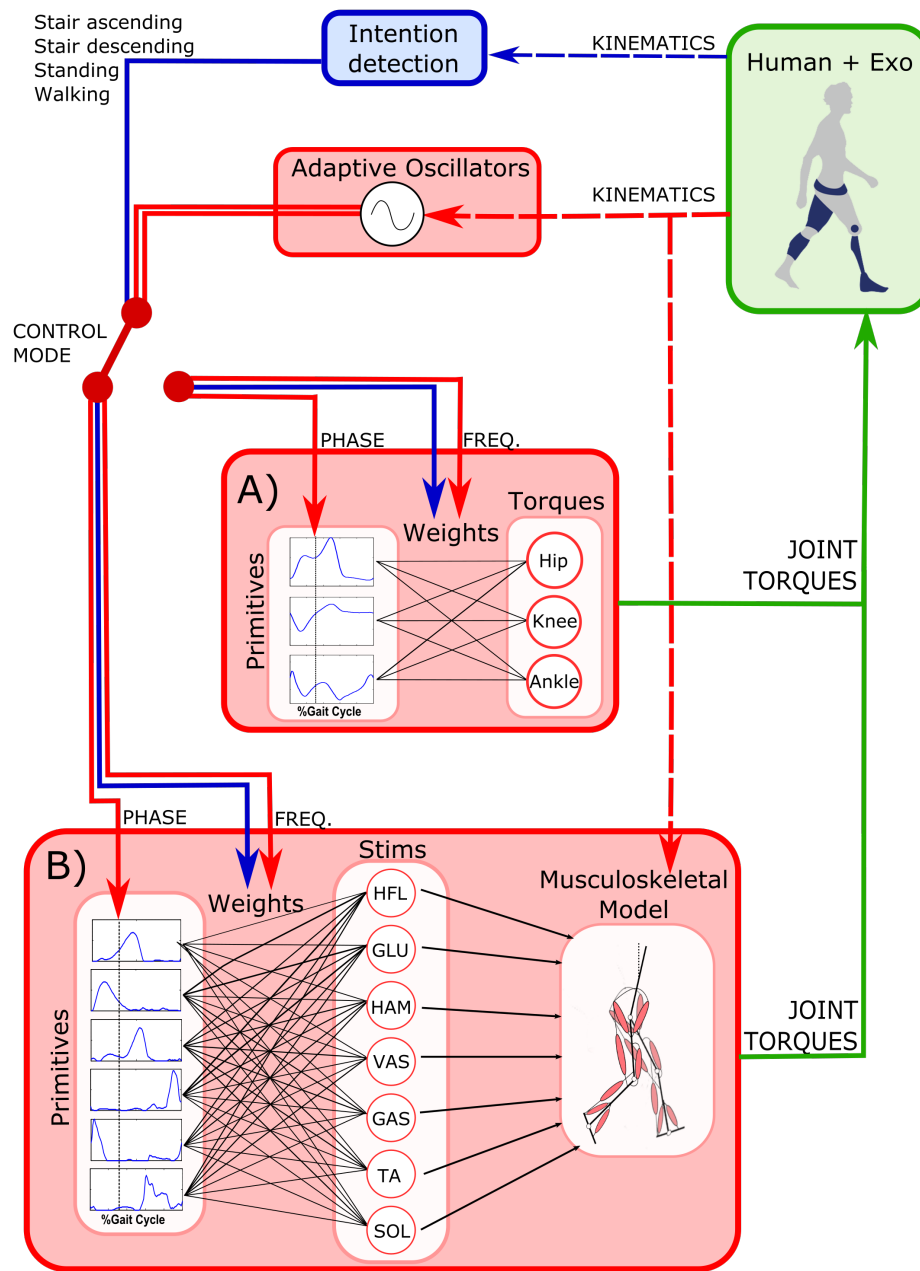 Stair ascending
Stair descending
Standing
Walking
Intention
detection
KINEMATICS
Human + Exo
Adaptive Oscillators
KINEMATICS
CONTROL
MODE
PHASE
FREQ.
A)
Weights
Torques
Primitives
Hip
Knee
Ankle
%Gait Cycle
JOINT
TORQUES
PHASE
FREQ.
B)
Weights
Stims
Musculoskeletal
Model
Primitives
HFL
GLU
HAM
VAS
GAS
TA
SOL
%Gait Cycle
JOINT
TORQUES